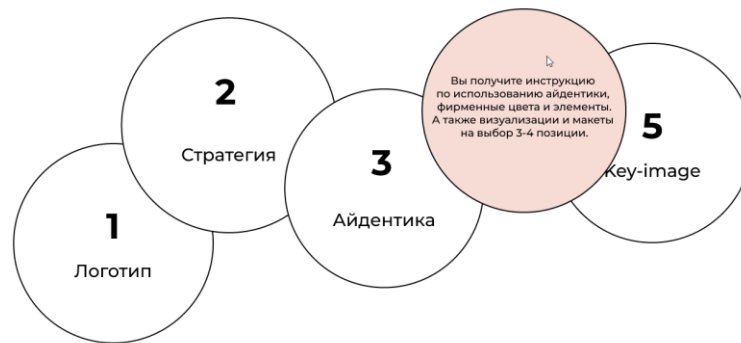 1
Логотип
2
Стратегия
3
Айдентика
Вы получите инструкцию
по использованию айдентики,
фирменные цвета и элементы.
А также визуализации и макеты
на выбор 3-4 позиции.
5
Key-image